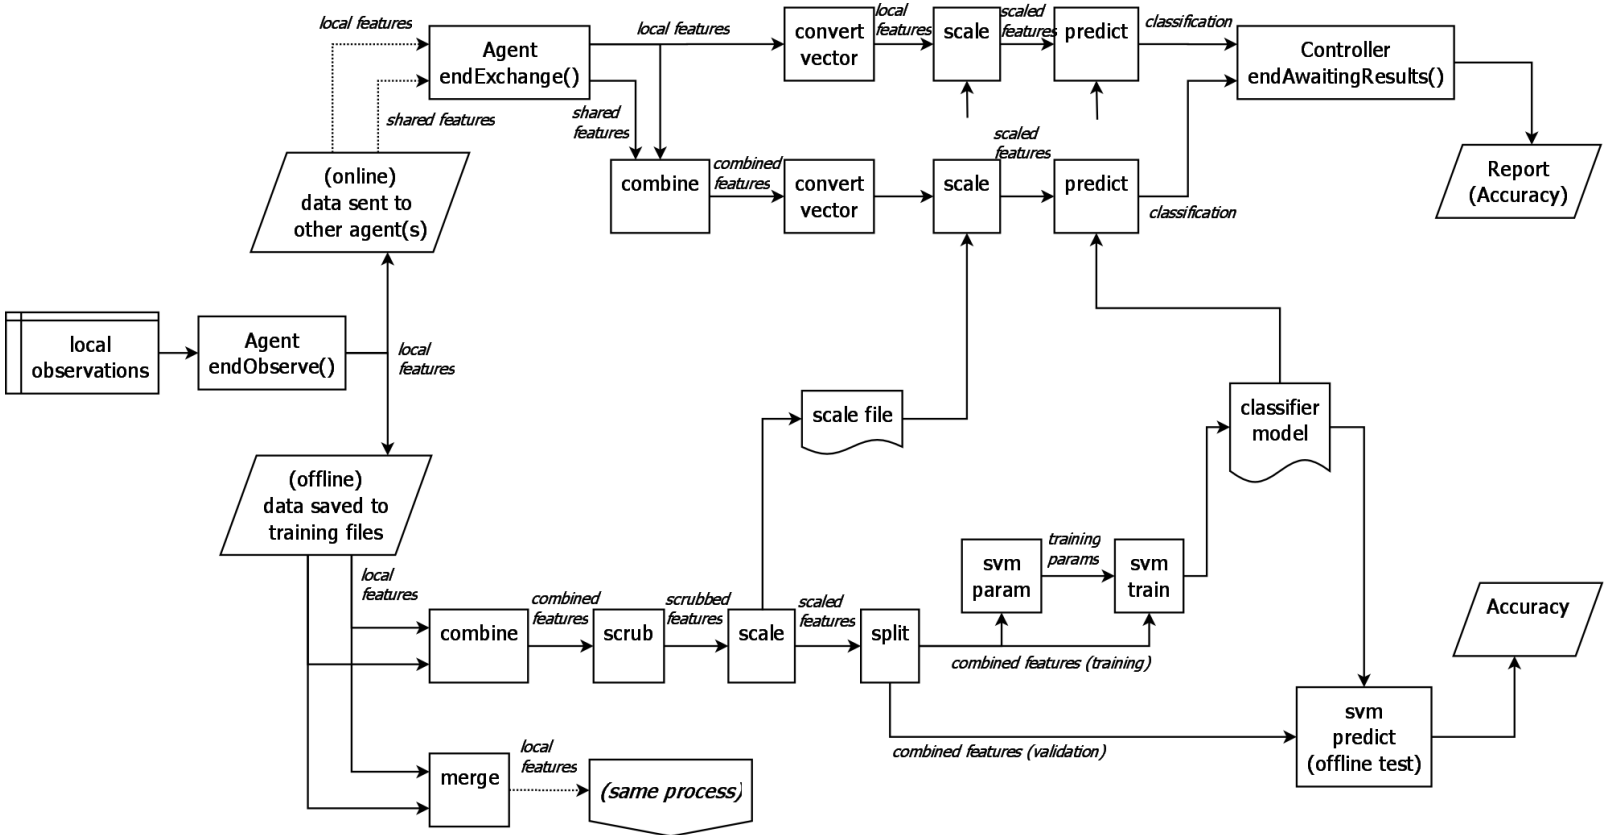 local features
shared features
Agent
endExchange()
local features
shared
features
convert
vector
local
features
scale
scaled
features
predict
classification
Controller
endAwaitingResults()
Report
(Accuracy)
(online)
data sent to
other agent(s)
combine
combined
features
convert
vector
scale
scaled
features
predict
classification
local
observations
Agent
endObserve()
local
features
scale file
classifier
model
(offline)
data saved to
training files
local
features
combine
combined
features
scrub
scrubbed
features
scale
scaled
features
split
svm
param
training
params
svm
train
combined features (training)
combined features (validation)
svm
predict
(offline test)
Accuracy
merge
local
features
(same process)